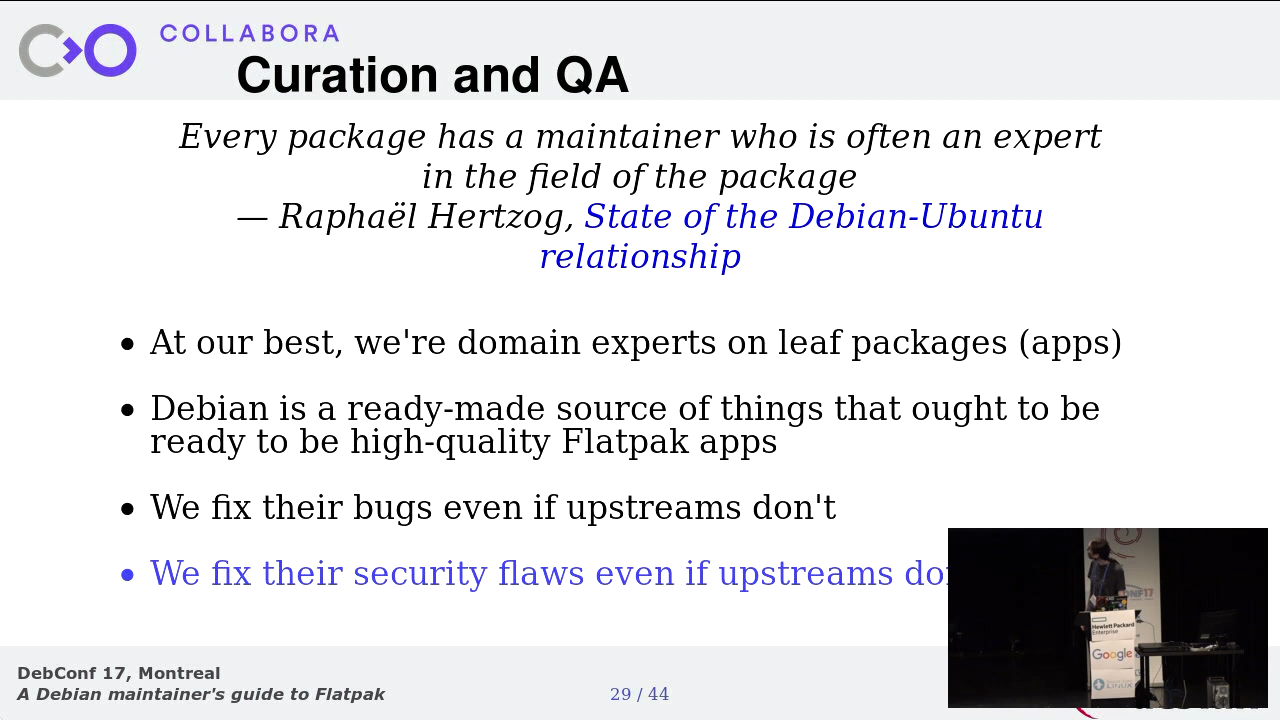 COLLABORA
Curation and QA
Every package has a maintainer who is often an expert
in the field of the package
— Raphaël Hertzog, State of the Debian-Ubuntu
relationship
• At our best, we're domain experts on leaf packages (apps)
• Debian is a ready-made source of things that ought to be
ready to be high-quality Flatpak apps
• We fix their bugs even if upstreams don't
• We fix their security flaws even if upstreams
Hewlett Packard
Enterprise
Google
LINUX
DebConf 17, Montreal
A Debian maintainer's guide to Flatpak
29 / 44